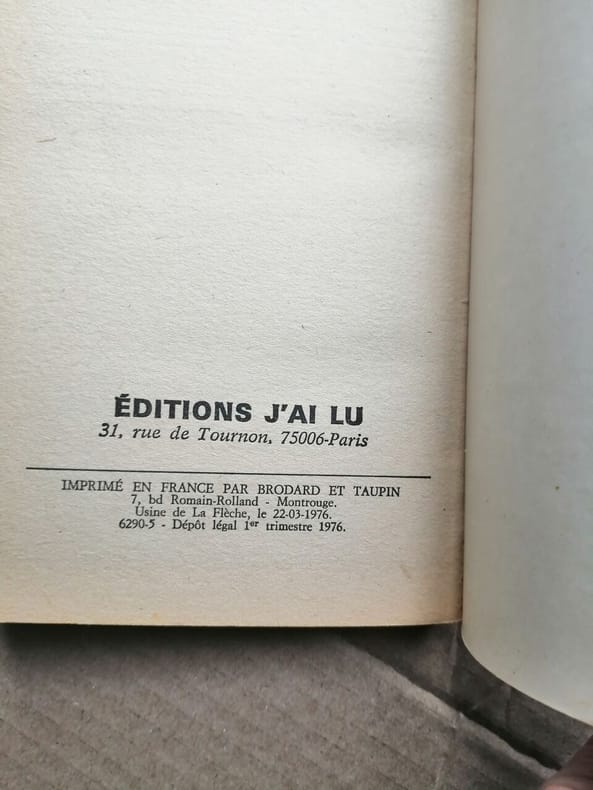 ÉDITIONS J'AI LU
31, rue de Tournon, 75006-Paris
IMPRIMÉ EN FRANCE PAR BRODARD ET TAUPIN
7, bd Romain-Rolland - Montrouge.
Usine de La Flèche, le 22-03-1976.
6290-5 - Dépôt légal 1er trimestre 1976.